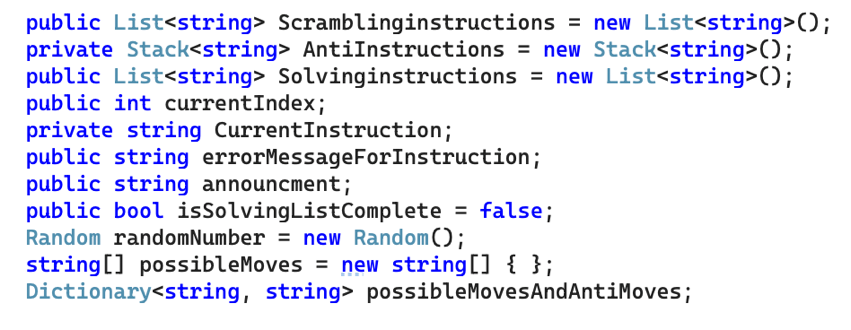 public List<string> Scramblinginstructions = new List<string>();
private Stack<string> AntiInstructions = new Stack<string>();
public List<string> Solvinginstructions = new List<string>();
public int currentIndex;
private string CurrentInstruction;
public string errorMessageForInstruction;
public string announcment;
public bool isSolvingListComplete = false;
Random randomNumber = new Random();
string[] possibleMoves = new string[] { };
Dictionary<string, string> possibleMovesAndAntiMoves;